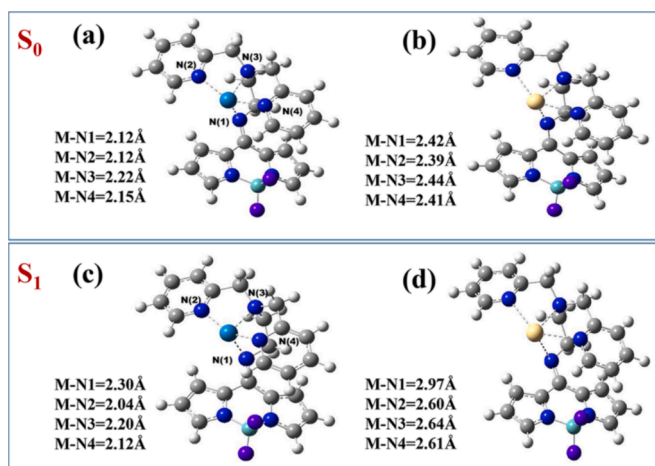 S0
(a)
N(3)
N(2)
N(4)
N(1)
M-N1=2.12Å
M-N2=2.12Å
M-N3=2.22Å
M-N4=2.15Å
(b)
M-N1=2.42Å
M-N2=2.39Å
M-N3=2.44Å
M-N4=2.41Å
S1
(c)
N(3)
N(2)
N(4)
N(1)
M-N1=2.30Å
M-N2=2.04Å
M-N3=2.20Å
M-N4=2.12Å
(d)
M-N1=2.97Å
M-N2=2.60Å
M-N3=2.64Å
M-N4=2.61Å